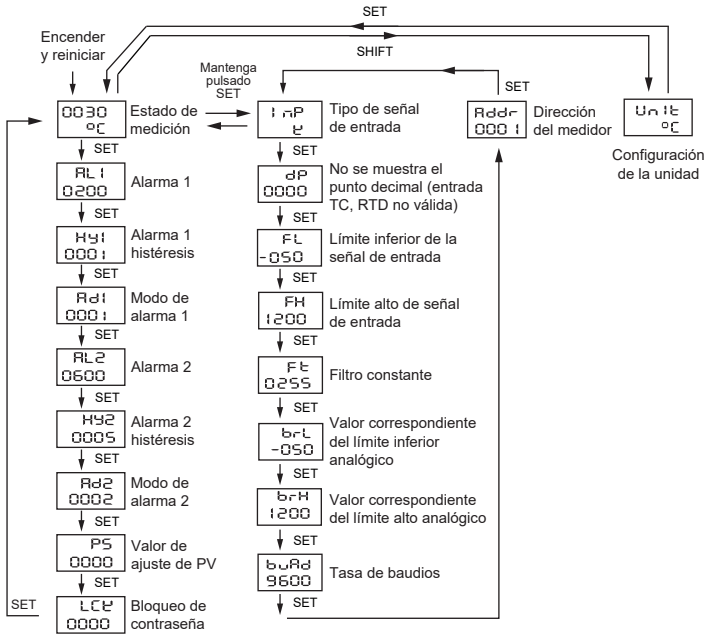 SET
SHIFT
Encender
y reiniciar
0030
°C
Estado de
medición
SET
AL1
0200
Alarma 1
SET
HY1
0001
Alarma 1
histéresis
SET
Ad1
0001
Modo de
alarma 1
SET
AL2
0600
Alarma 2
SET
HY2
0005
Alarma 2
histéresis
SET
Ad2
0002
Modo de
alarma 2
SET
PS
0000
Valor de
ajuste de PV
SET
LCK
0000
Bloqueo de
contraseña
SET
Mantenga
pulsado
SET
InP
K
Tipo de señal
de entrada
SET
dP
0000
No se muestra el
punto decimal (entrada
TC, RTD no válida)
SET
FL
-050
Límite inferior de la
señal de entrada
SET
FH
1200
Límite alto de señal
de entrada
SET
Ft
0255
Filtro constante
SET
brL
-050
Valor correspondiente
del límite inferior
analógico
SET
brH
1200
Valor correspondiente
del límite alto analógico
SET
buAd
9600
Tasa de baudios
SET
SET
Addr
0001
Dirección
del medidor
Unit
°C
Configuración
de la unidad